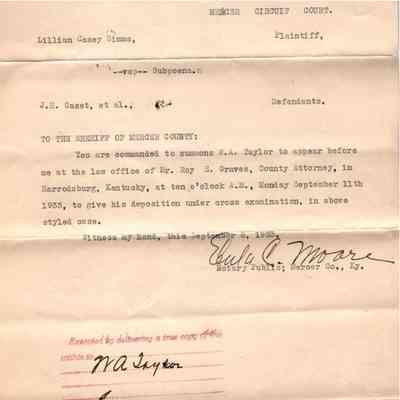 MERCER CIRCUIT COURT.
Lillian Casey Simms, Plaintiff,
--vs-- Subpoena.
J.H. Cazet, et al., Defendants.
TO THE SHERIFF OF MERCER COUNTY:
You are commanded to summons W.A. Taylor to appear before
me at the law office of Mr. Roy E. Graves, County Attorney, in
Harrodsburg, Kentucky, at ten o'clock A.M., Monday September 11th
1933, to give his deposition under cross examination, in above
styled case.
Witness my Hand, this September 8, 1933.
Eula C. Moore
Notary Public; Mercer Co., Ky.
Executed by delivering a true copy of the
within to
W A Taylor